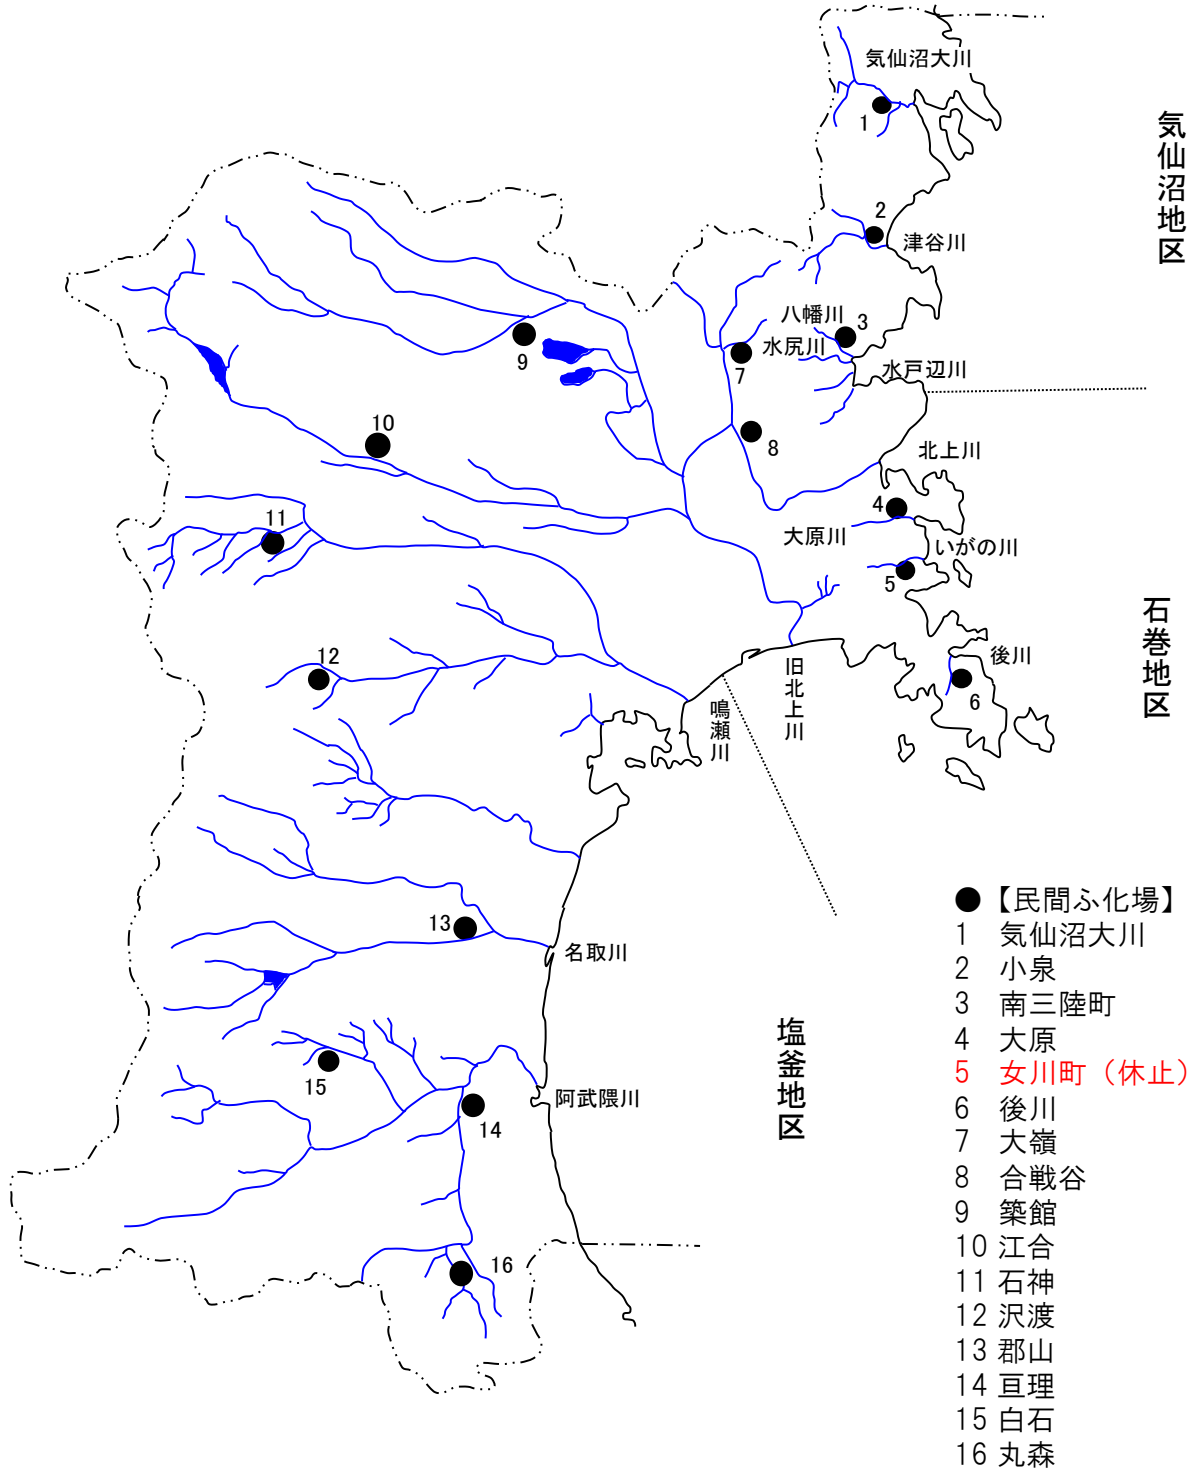 気仙沼大川
1
気仙沼地区
2
津谷川
八幡川
3
水尻川
7
水戸辺川
9
10
8
北上川
4
大原川
11
いがの川
5
石巻地区
12
後川
6
旧北上川
鳴瀬川
13
名取川
塩釜地区
15
阿武隈川
14
16
●【民間ふ化場】
1 気仙沼大川
2 小泉
3 南三陸町
4 大原
5 女川町（休止）
6 後川
7 大嶺
8 合戦谷
9 築館
10 江合
11 石神
12 沢渡
13 郡山
14 亘理
15 白石
16 丸森